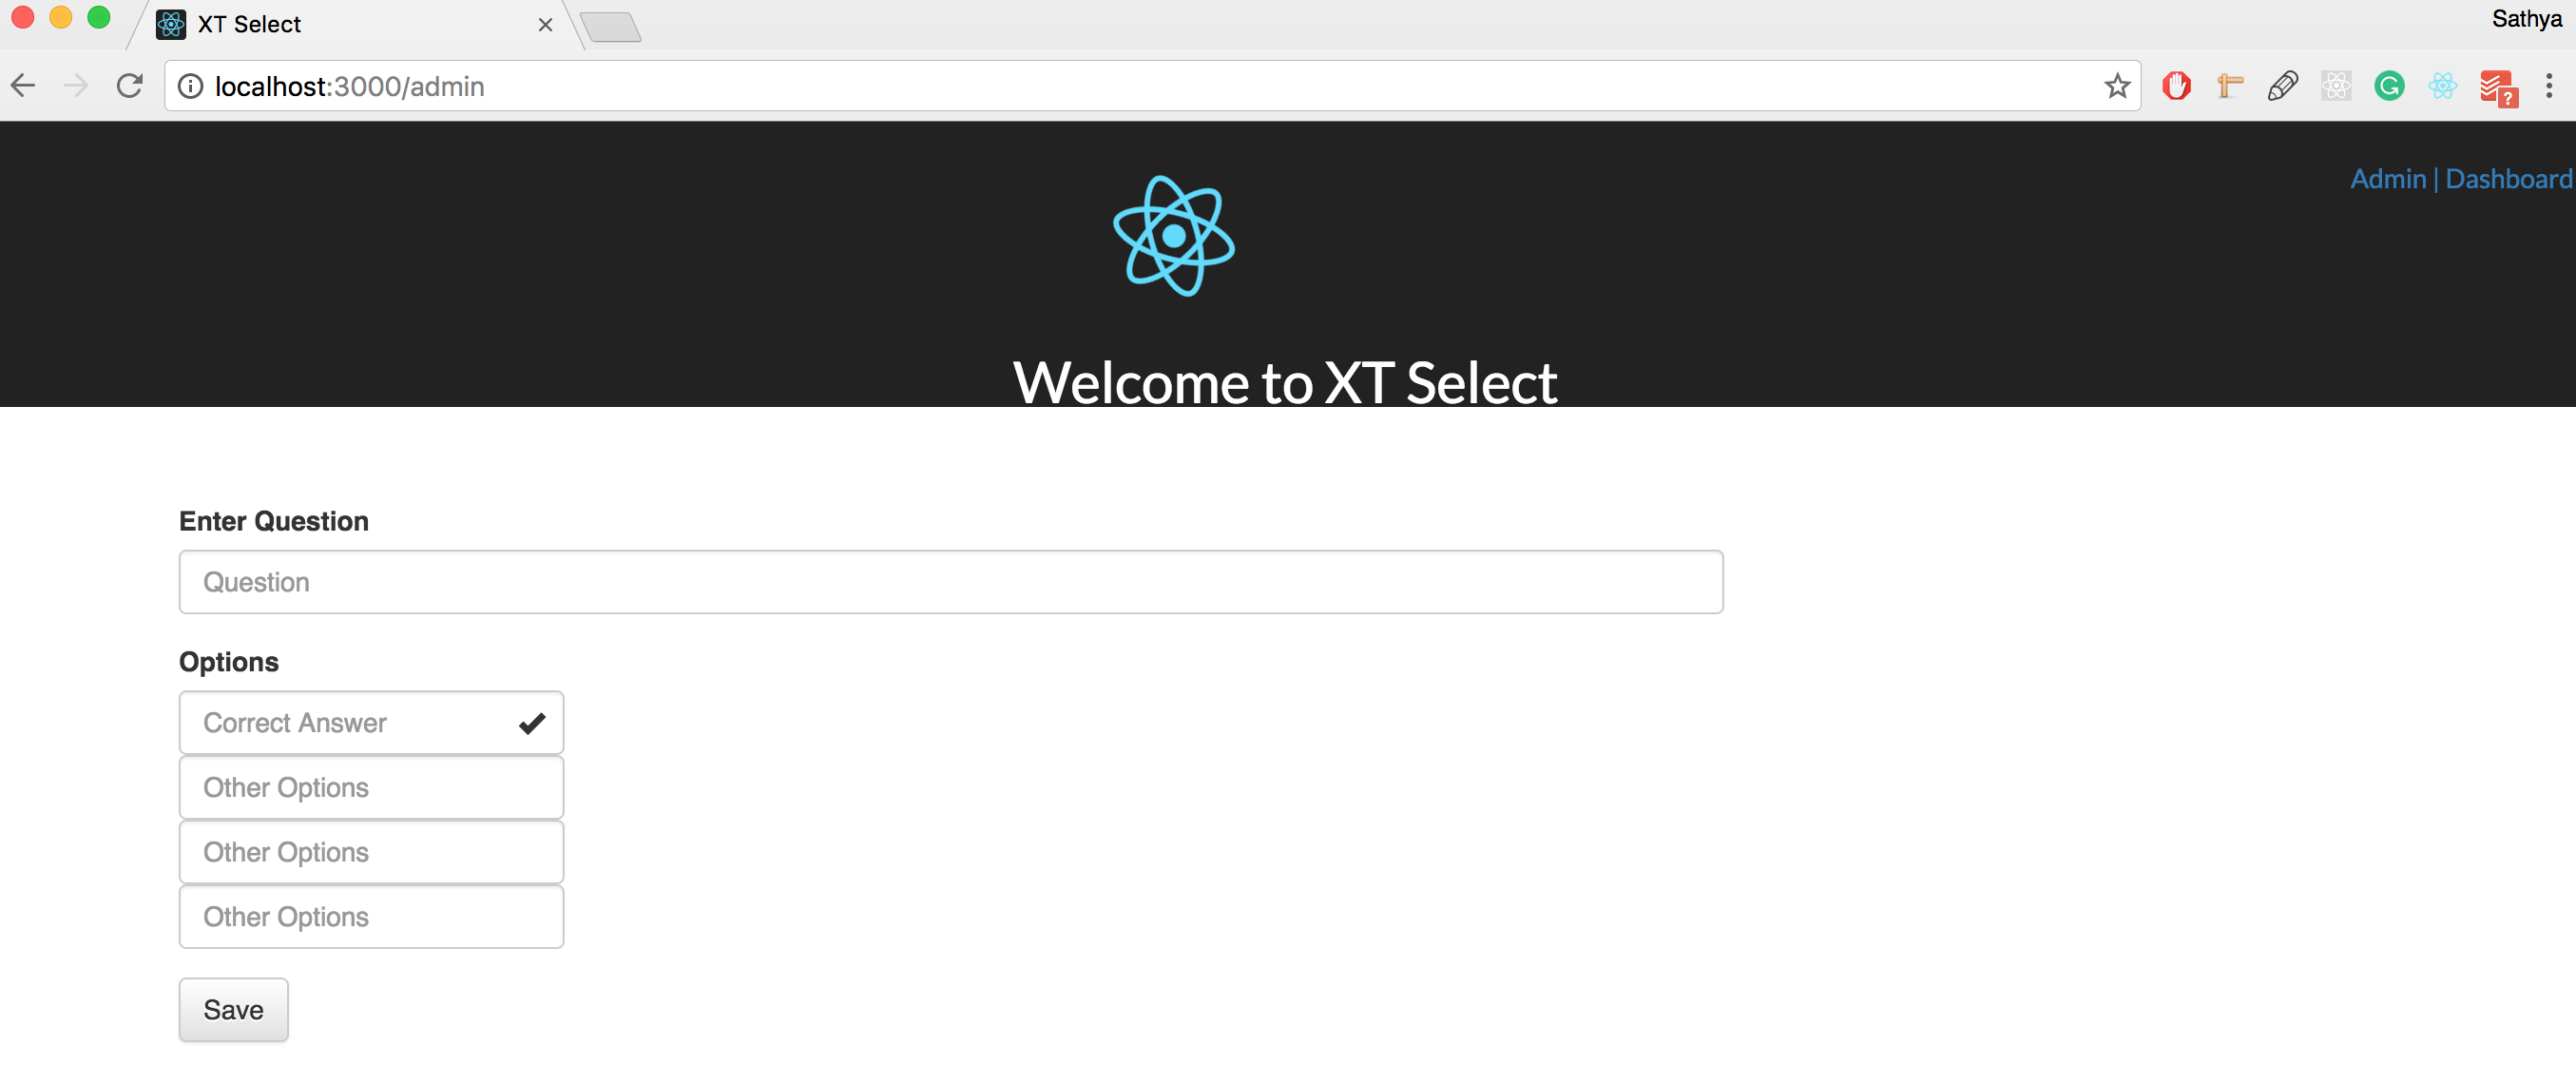 XT Select
Sathya
localhost:3000/admin
Admin | Dashboard
Welcome to XT Select
Enter Question
Question
Options
Correct Answer
Other Options
Other Options
Other Options
Save